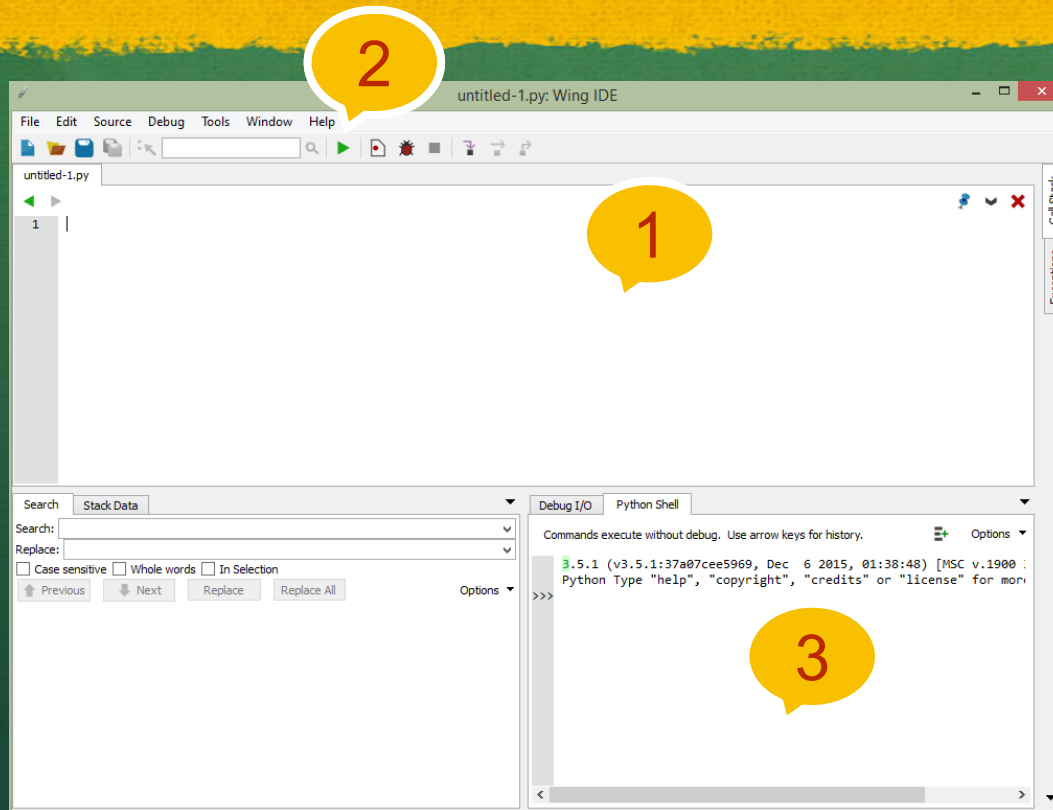 2
untitled-1.py: Wing IDE
File Edit Source Debug Tools Window Help
untitled-1.py
1
1
Call Stack
Exceptions
Search Stack Data
Search:
Replace:
Case sensitive Whole words In Selection
Previous Next Replace Replace All Options
Debug I/O Python Shell
Commands execute without debug. Use arrow keys for history. Options
3.5.1 (v3.5.1:37a07cee5969, Dec 6 2015, 01:38:48) [MSC v.1900
Python Type "help", "copyright", "credits" or "license" for more
>>>
3